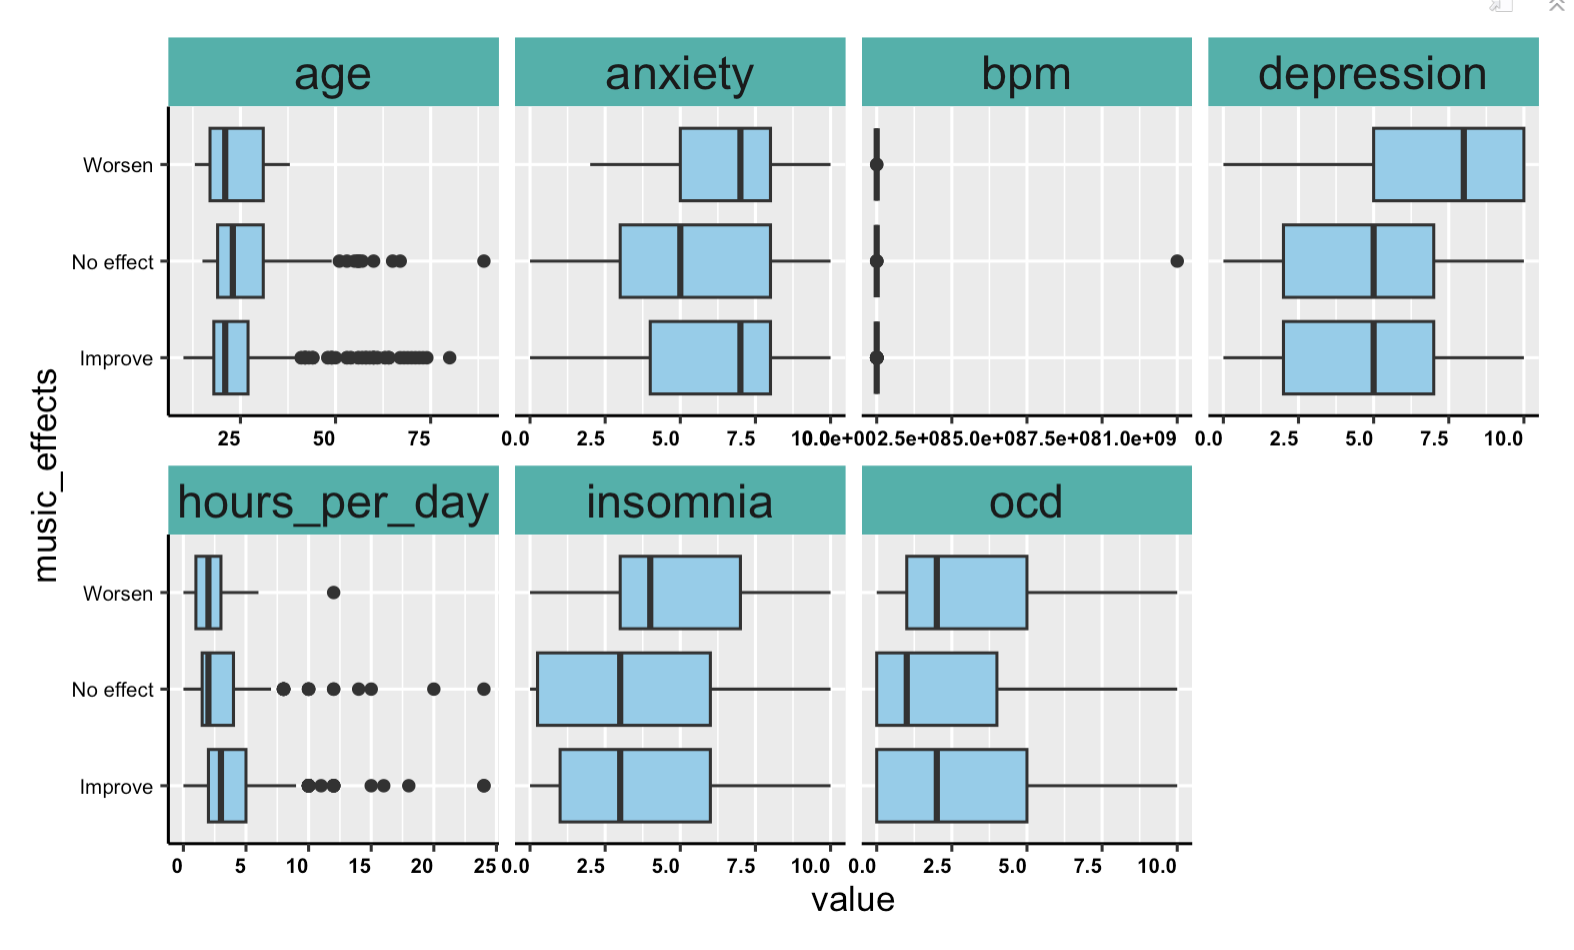 age anxiety bpm depression
Worsen
No effect
Improve
25 50 75 0.0 2.5 5.0 7.5 10.0e+002.5e+085.0e+087.5e+081.0e+09 0.0 2.5 5.0 7.5 10.0
music_effects
hours_per_day insomnia ocd
Worsen
No effect
Improve
0 5 10 15 20 25 0.0 2.5 5.0 7.5 10.0 0.0 2.5 5.0 7.5 10.0
value